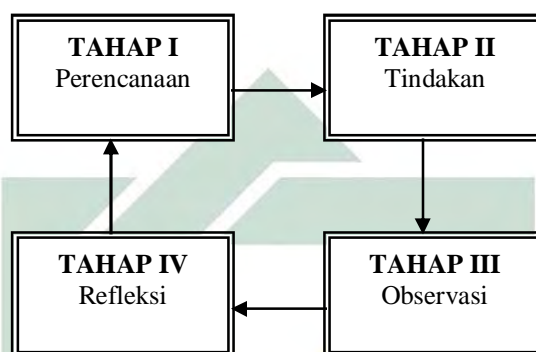 TAHAP I
Perencanaan
TAHAP II
Tindakan
TAHAP IV
Refleksi
TAHAP III
Observasi